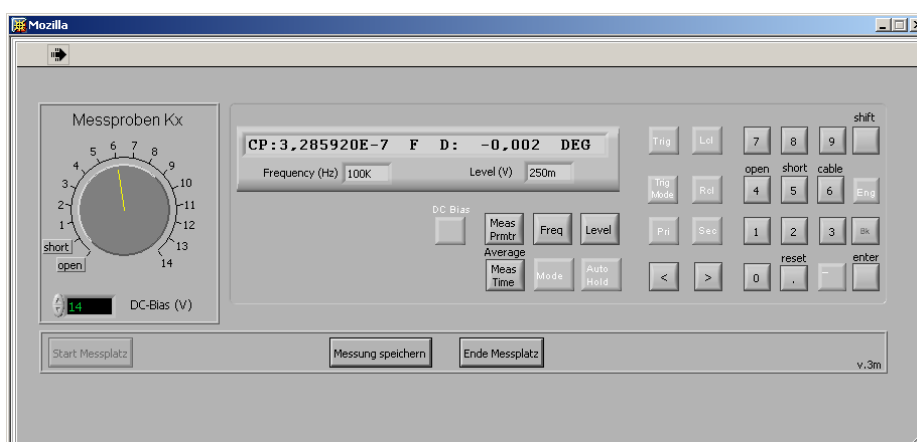 Mozilla
Messproben Kx
5 6 7 8
4 9
3 10
2 11
1 12
short 13
open 14
14 DC-Bias (V)
CP:3,285920E-7 F D: -0,002 DEG
Frequency (Hz) 100K Level (V) 250m
DC Bias
Meas Prmtr
Freq
Level
Average
Meas Time
Mode
Auto Hold
Trig
Lcl
Trig Mode
Rcl
Pri
Sec
<
>
shift
7 8 9
open short cable
4 5 6 Eng
1 2 3 Bk
reset enter
0 . -
Start Messplatz
Messung speichern
Ende Messplatz
v.3m